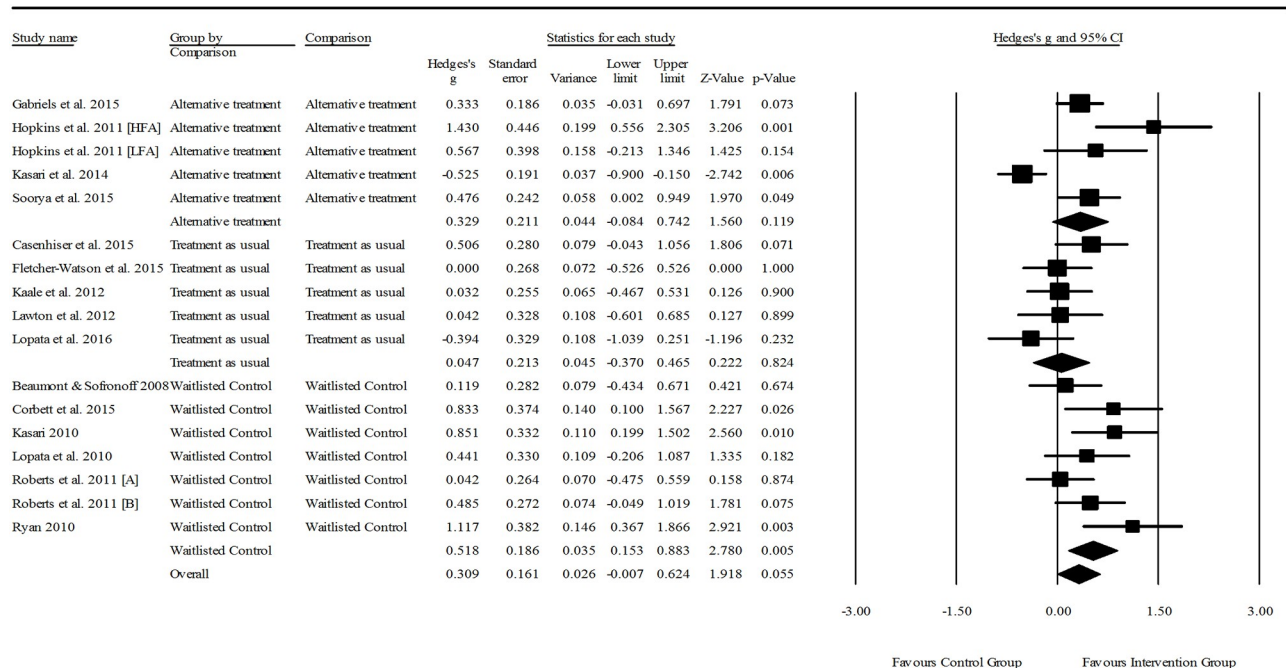 Study name Group by Comparison Statistics for each study Hedges's g and 95% CI
Comparison
Hedges's Standard Lower Upper
g error Variance limit limit Z-Value p-Value
Gabriels et al. 2015 Alternative treatment Alternative treatment 0.333 0.186 0.035 -0.031 0.697 1.791 0.073
Hopkins et al. 2011 [HFA] Alternative treatment Alternative treatment 1.430 0.446 0.199 0.556 2.305 3.206 0.001
Hopkins et al. 2011 [LFA] Alternative treatment Alternative treatment 0.567 0.398 0.158 -0.213 1.346 1.425 0.154
Kasari et al. 2014 Alternative treatment Alternative treatment -0.525 0.191 0.037 -0.900 -0.150 -2.742 0.006
Soorya et al. 2015 Alternative treatment Alternative treatment 0.476 0.242 0.058 0.002 0.949 1.970 0.049
Alternative treatment 0.329 0.211 0.044 -0.084 0.742 1.560 0.119
Casenhiser et al. 2015 Treatment as usual Treatment as usual 0.506 0.280 0.079 -0.043 1.056 1.806 0.071
Fletcher-Watson et al. 2015 Treatment as usual Treatment as usual 0.000 0.268 0.072 -0.526 0.526 0.000 1.000
Kaale et al. 2012 Treatment as usual Treatment as usual 0.032 0.255 0.065 -0.467 0.531 0.126 0.900
Lawton et al. 2012 Treatment as usual Treatment as usual 0.042 0.328 0.108 -0.601 0.685 0.127 0.899
Lopata et al. 2016 Treatment as usual Treatment as usual -0.394 0.329 0.108 -1.039 0.251 -1.196 0.232
Treatment as usual 0.047 0.213 0.045 -0.370 0.465 0.222 0.824
Beaumont & Sofronoff 2008 Waitlisted Control Waitlisted Control 0.119 0.282 0.079 -0.434 0.671 0.421 0.674
Corbett et al. 2015 Waitlisted Control Waitlisted Control 0.833 0.374 0.140 0.100 1.567 2.227 0.026
Kasari 2010 Waitlisted Control Waitlisted Control 0.851 0.332 0.110 0.199 1.502 2.560 0.010
Lopata et al. 2010 Waitlisted Control Waitlisted Control 0.441 0.330 0.109 -0.206 1.087 1.335 0.182
Roberts et al. 2011 [A] Waitlisted Control Waitlisted Control 0.042 0.264 0.070 -0.475 0.559 0.158 0.874
Roberts et al. 2011 [B] Waitlisted Control Waitlisted Control 0.485 0.272 0.074 -0.049 1.019 1.781 0.075
Ryan 2010 Waitlisted Control Waitlisted Control 1.117 0.382 0.146 0.367 1.866 2.921 0.003
Waitlisted Control 0.518 0.186 0.035 0.153 0.883 2.780 0.005
Overall 0.309 0.161 0.026 -0.007 0.624 1.918 0.055
-3.00 -1.50 0.00 1.50 3.00
Favours Control Group Favours Intervention Group